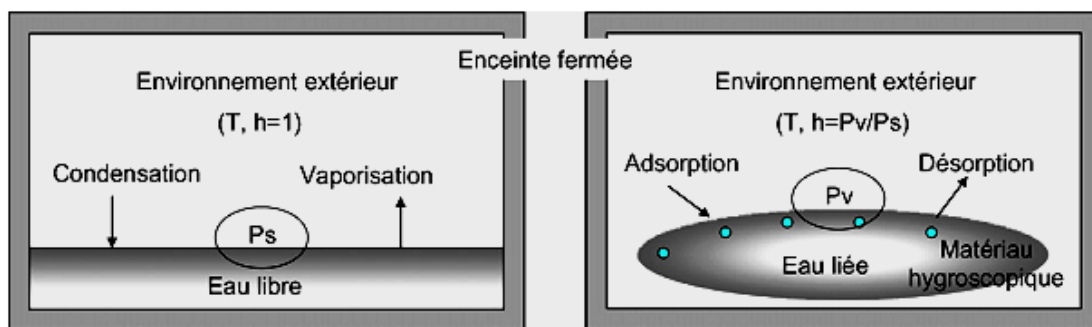 Enceinte fermée
Environnement extérieur
(T, h=1)
Condensation
Vaporisation
Ps
Eau libre
Environnement extérieur
(T, h=Pv/Ps)
Adsorption
Désorption
Pv
Eau liée
Matériau
hygroscopique